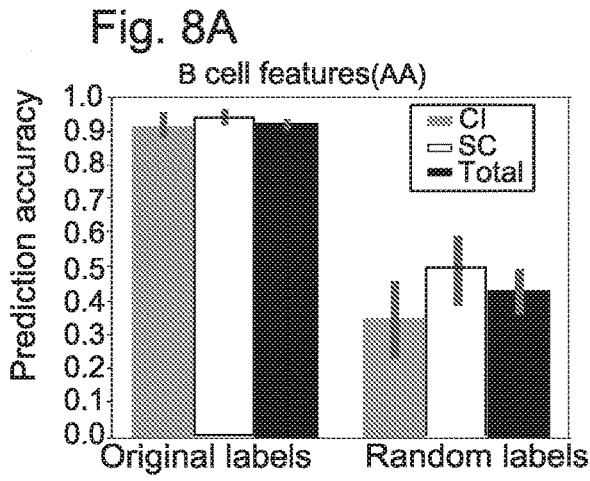 Fig. 8A
B cell features(AA)
Prediction accuracy
1.0
0.9
0.8
0.7
0.6
0.5
0.4
0.3
0.2
0.1
0.0
CI
SC
Total
Original labels
Random labels